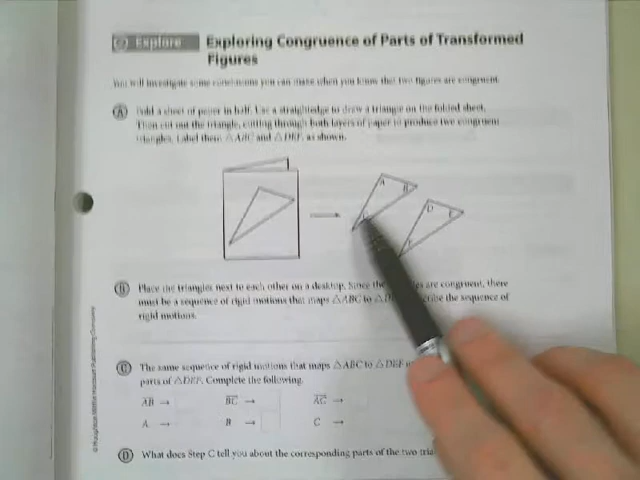 Explore
Exploring Congruence of Parts of Transformed
Figures
You will investigate some conclusions you can make when you know that two figures are congruent.
A Fold a sheet of paper in half. Use a straightedge to draw a triangle on the folded sheet.
Then cut out the triangle, cutting through both layers of paper to produce two congruent
triangles. Label them △ABC and △DEF, as shown.
A B
D E
F
B Place the triangles next to each other on a desktop. Since the are congruent, there
must be a sequence of rigid motions that maps △ABC to the sequence of
rigid motions.
C The same sequence of rigid motions that maps △ABC to △DEF
parts of △DEF. Complete the following.
AB → BC → AC →
A → B → C →
D What does Step C tell you about the corresponding parts of the two
© Houghton Mifflin Harcourt Publishing Company